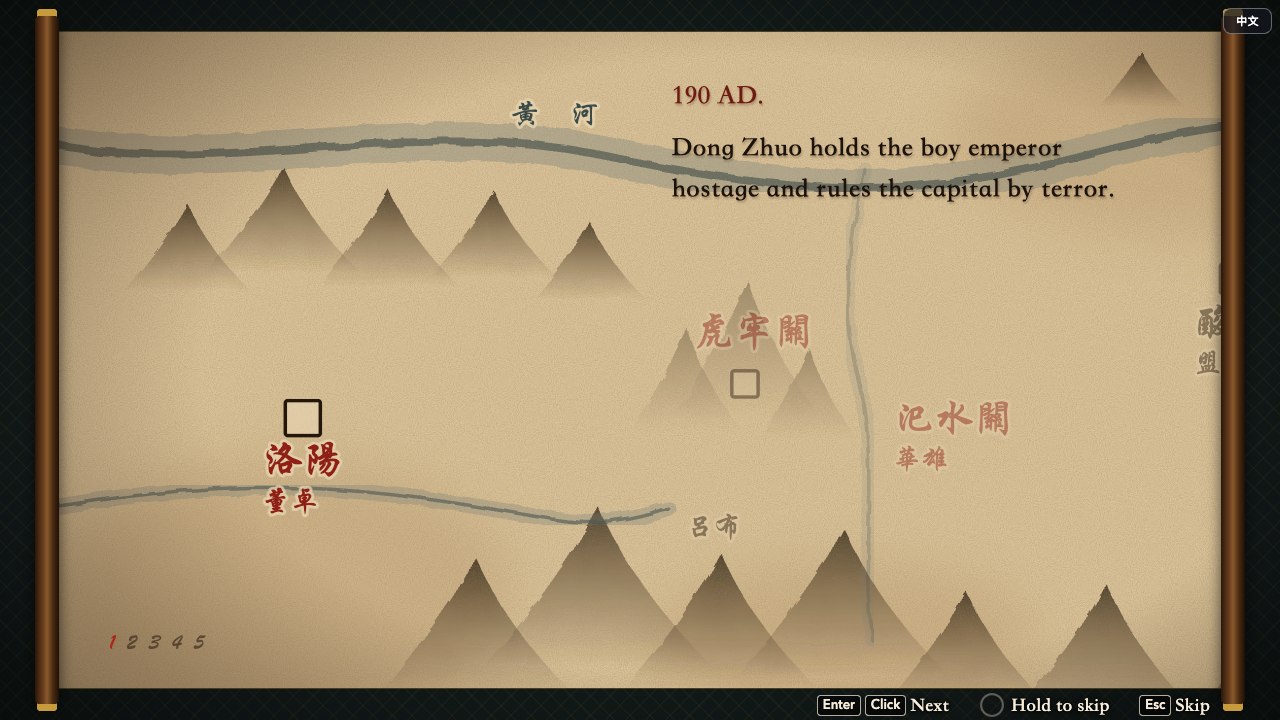 中文
190 AD.
黃 河
Dong Zhuo holds the boy emperor
hostage and rules the capital by terror.
虎牢關
盟
汜水關
華雄
洛陽
董卓
呂布
1 2 3 4 5
Enter Click Next Hold to skip Esc Skip